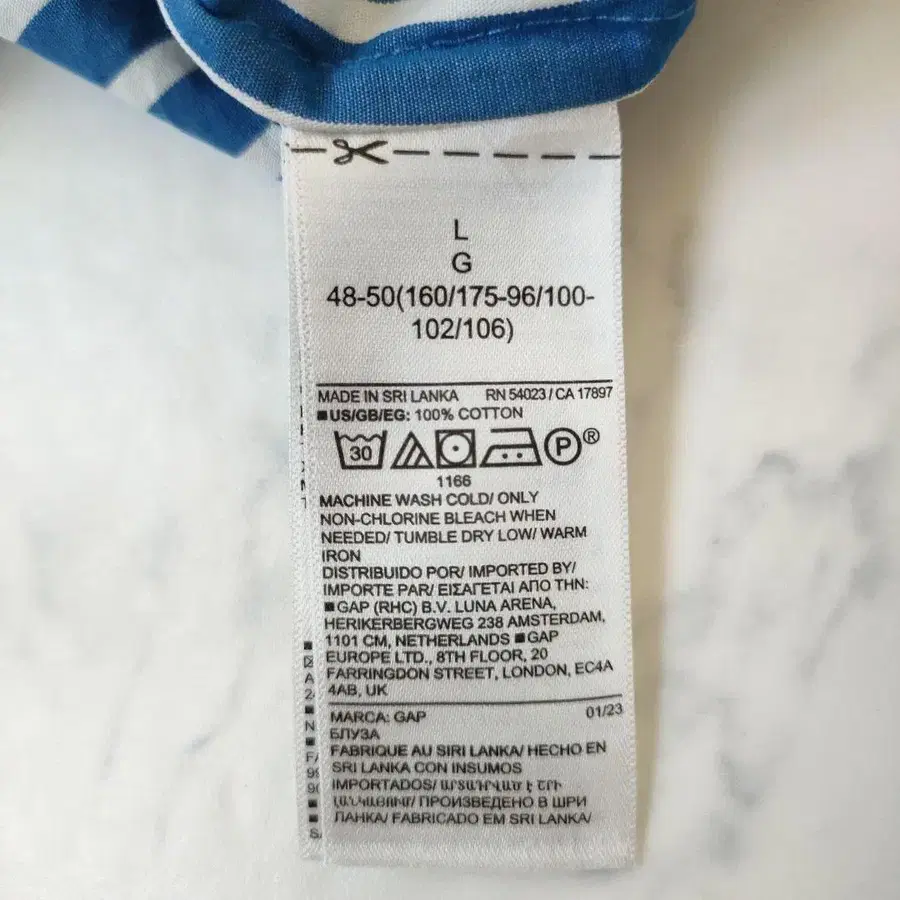 L
G
48-50(160/175-96/100-
102/106)
MADE IN SRI LANKA RN 54023 / CA 17897
■US/GB/EG: 100% COTTON
30 P®
1166
MACHINE WASH COLD/ ONLY
NON-CHLORINE BLEACH WHEN
NEEDED/ TUMBLE DRY LOW/ WARM
IRON
DISTRIBUIDO POR/ IMPORTED BY/
IMPORTE PAR/ ΕΙΣΑΓΕΤΑΙ ΑΠΟ ΤΗΝ:
■GAP (RHC) B.V. LUNA ARENA,
HERIKERBERGWEG 238 AMSTERDAM,
1101 CM, NETHERLANDS ■GAP
EUROPE LTD., 8TH FLOOR, 20
FARRINGDON STREET, LONDON, EC4A
4AB, UK
MARCA: GAP 01/23
БЛУЗА
FABRIQUE AU SIRI LANKA/ HECHO EN
SRI LANKA CON INSUMOS
IMPORTADOS/ ԱՐՏԱԴՐՎԱԾ Է ՇՐԻ
ԼԱՆԿԱՅՈՒՄ/ ПРОИЗВЕДЕНО В ШРИ
ЛАНКА/ FABRICADO EM SRI LANKA/